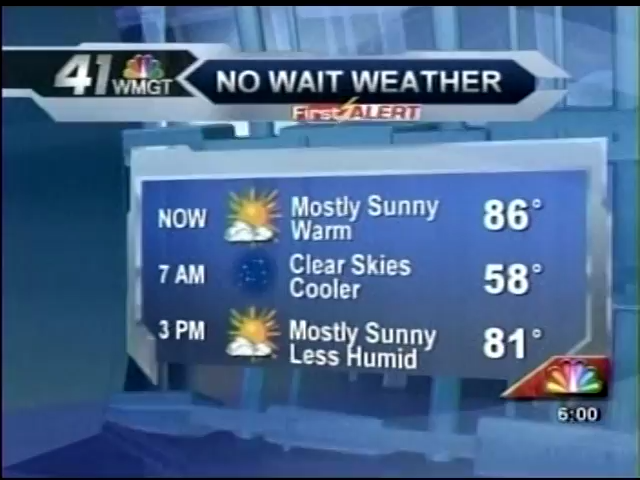 41 WMGT NO WAIT WEATHER
First ALERT
NOW Mostly Sunny 86°
Warm
7 AM Clear Skies 58°
Cooler
3 PM Mostly Sunny 81°
Less Humid
6:00